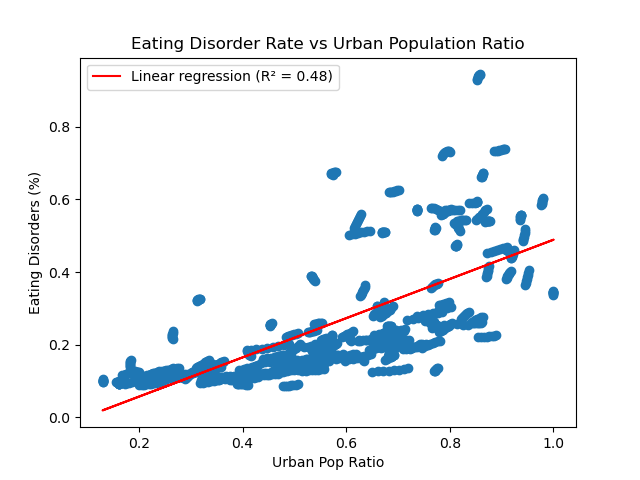 Eating Disorder Rate vs Urban Population Ratio
Linear regression (R² = 0.48)
Eating Disorders (%)
0.8
0.6
0.4
0.2
0.0
0.2 0.4 0.6 0.8 1.0
Urban Pop Ratio